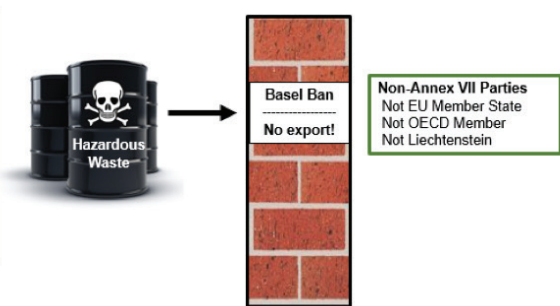 Hazardous
Waste
Basel Ban
------------------
No export!
Non-Annex VII Parties
Not EU Member State
Not OECD Member
Not Liechtenstein